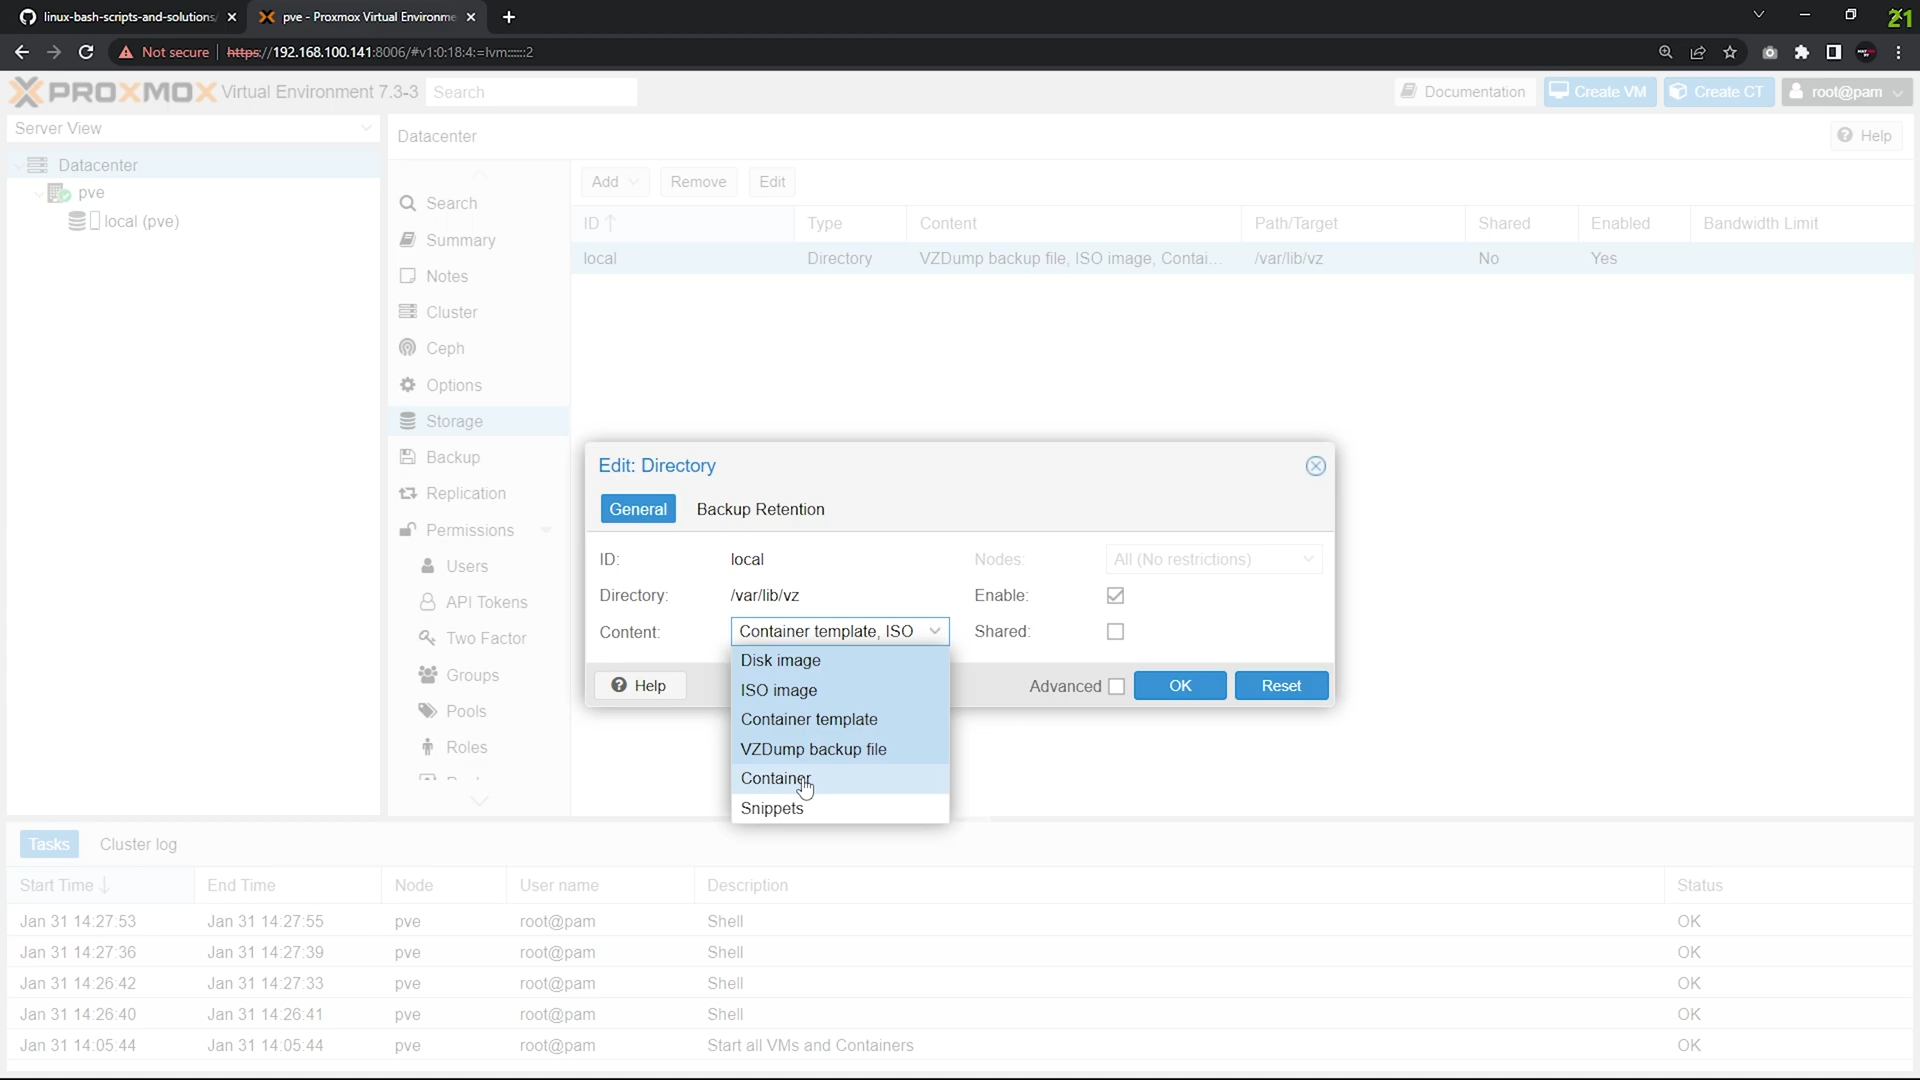 linux-bash-scripts-and-solutions/
pve - Proxmox Virtual Environme
21
Not secure
https://192.168.100.141:8006/#v1:0:18:4:=lvm::::::2
PROXMOX Virtual Environment 7.3-3
Search
Documentation
Create VM
Create CT
root@pam
Server View
Datacenter
pve
local (pve)
Datacenter
Help
Search
Summary
Notes
Cluster
Ceph
Options
Storage
Backup
Replication
Permissions
Users
API Tokens
Two Factor
Groups
Pools
Roles
Add
Remove
Edit
ID Type Content Path/Target Shared Enabled Bandwidth Limit
local Directory VZDump backup file, ISO image, Contai... /var/lib/vz No Yes
Edit: Directory
General
Backup Retention
ID: local
Directory: /var/lib/vz
Content: Container template, ISO
Nodes: All (No restrictions)
Enable:
Shared:
Disk image
ISO image
Container template
VZDump backup file
Container
Snippets
Help
Advanced
OK
Reset
Tasks
Cluster log
Start Time End Time Node User name Description Status
Jan 31 14:27:53 Jan 31 14:27:55 pve root@pam Shell OK
Jan 31 14:27:36 Jan 31 14:27:39 pve root@pam Shell OK
Jan 31 14:26:42 Jan 31 14:27:33 pve root@pam Shell OK
Jan 31 14:26:40 Jan 31 14:26:41 pve root@pam Shell OK
Jan 31 14:05:44 Jan 31 14:05:44 pve root@pam Start all VMs and Containers OK